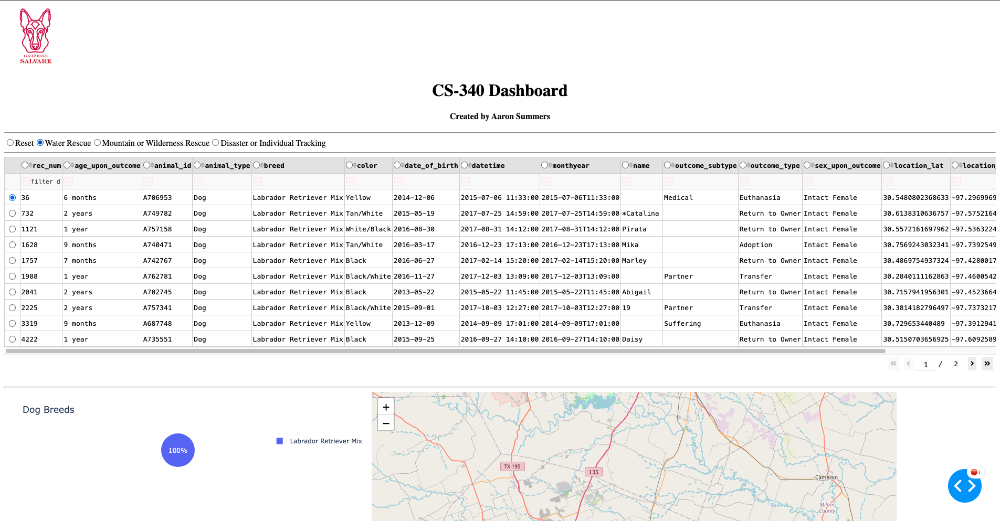 GRAZIOSO
SALVARE
CS-340 Dashboard
Created by Aaron Summers
Reset Water Rescue Mountain or Wilderness Rescue Disaster or Individual Tracking
rec_num age_upon_outcome animal_id animal_type breed color date_of_birth datetime monthyear name outcome_subtype outcome_type sex_upon_outcome location_lat location_
Aa filter d Aa Aa Aa Aa Aa Aa Aa Aa Aa Aa Aa Aa Aa Aa
36 6 months A706953 Dog Labrador Retriever Mix Yellow 2014-12-06 2015-07-06 11:33:00 2015-07-06T11:33:00 Medical Euthanasia Intact Female 30.5480802368633 -97.2969969
732 2 years A749782 Dog Labrador Retriever Mix Tan/White 2015-05-19 2017-07-25 14:59:00 2017-07-25T14:59:00 *Catalina Return to Owner Intact Female 30.6138310636757 -97.5752164
1121 1 year A757158 Dog Labrador Retriever Mix White/Black 2016-08-30 2017-08-31 14:12:00 2017-08-31T14:12:00 Pirata Return to Owner Intact Female 30.5572161697962 -97.5363224
1628 9 months A740471 Dog Labrador Retriever Mix Tan/White 2016-03-17 2016-12-23 17:13:00 2016-12-23T17:13:00 Mika Adoption Intact Female 30.7569243032341 -97.7392549
1757 7 months A742767 Dog Labrador Retriever Mix Black 2016-06-27 2017-02-14 15:20:00 2017-02-14T15:20:00 Marley Return to Owner Intact Female 30.4869754937324 -97.4280017
1988 1 year A762781 Dog Labrador Retriever Mix Black/White 2016-11-27 2017-12-03 13:09:00 2017-12-03T13:09:00 Partner Transfer Intact Female 30.2840111162863 -97.4600542
2041 2 years A702745 Dog Labrador Retriever Mix Black 2013-05-22 2015-05-22 11:45:00 2015-05-22T11:45:00 Abigail Return to Owner Intact Female 30.7157941956301 -97.4523664
2225 2 years A757341 Dog Labrador Retriever Mix Black/White 2015-09-01 2017-10-03 12:27:00 2017-10-03T12:27:00 19 Partner Transfer Intact Female 30.3814182796497 -97.7373217
3319 9 months A687748 Dog Labrador Retriever Mix Yellow 2013-12-09 2014-09-09 17:01:00 2014-09-09T17:01:00 Suffering Euthanasia Intact Female 30.729653440489 -97.3912941
4222 1 year A735551 Dog Labrador Retriever Mix Black 2015-09-25 2016-09-27 14:10:00 2016-09-27T14:10:00 Daisy Return to Owner Intact Female 30.5150703656925 -97.6092589
1 / 2
Dog Breeds
100%
Labrador Retriever Mix
+
−
TX 195
I 35
Cameron
Milam
County
1